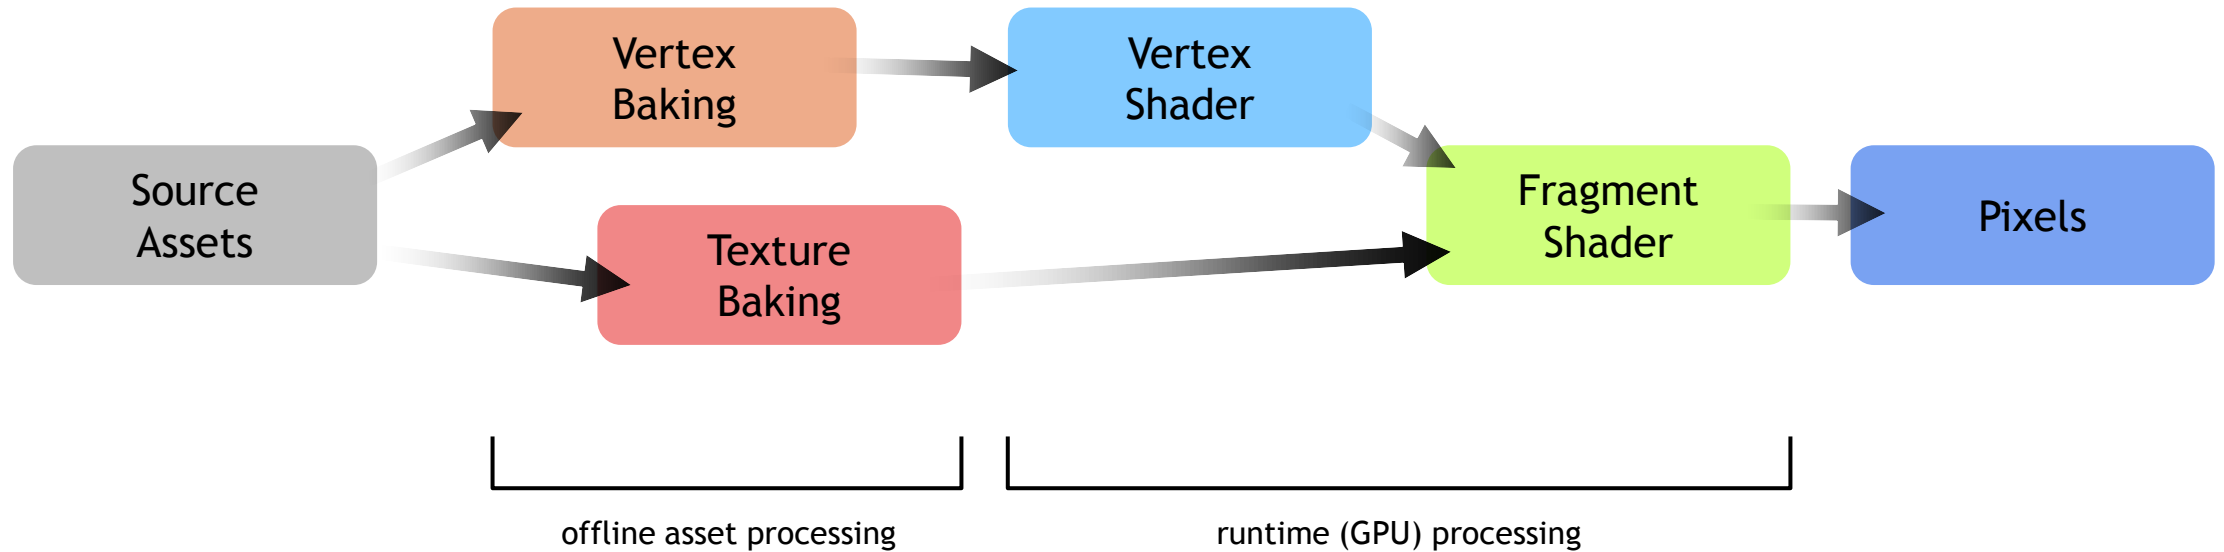 Source
Assets
Vertex
Baking
Texture
Baking
Vertex
Shader
Fragment
Shader
Pixels
offline asset processing
runtime (GPU) processing